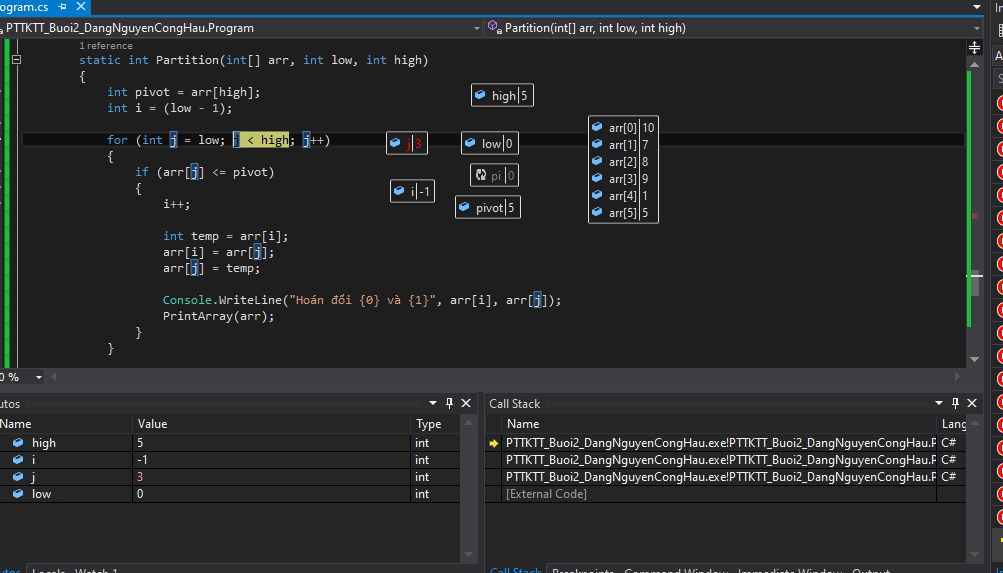 ogram.cs
PTTKTT_Buoi2_DangNguyenCongHau.Program
Partition(int[] arr, int low, int high)
1 reference
static int Partition(int[] arr, int low, int high)
{
int pivot = arr[high];
int i = (low - 1);
for (int j = low; j < high; j++)
{
if (arr[j] <= pivot)
{
i++;
int temp = arr[i];
arr[i] = arr[j];
arr[j] = temp;
Console.WriteLine("Hoán đổi {0} và {1}", arr[i], arr[j]);
PrintArray(arr);
}
}
high 5
j 3
low 0
pi 0
i -1
pivot 5
arr[0] 10
arr[1] 7
arr[2] 8
arr[3] 9
arr[4] 1
arr[5] 5
0 %
utos
Name Value Type
high 5 int
i -1 int
j 3 int
low 0 int
Call Stack
Name Lang
PTTKTT_Buoi2_DangNguyenCongHau.exe!PTTKTT_Buoi2_DangNguyenCongHau.P C#
PTTKTT_Buoi2_DangNguyenCongHau.exe!PTTKTT_Buoi2_DangNguyenCongHau.P C#
PTTKTT_Buoi2_DangNguyenCongHau.exe!PTTKTT_Buoi2_DangNguyenCongHau.P C#
[External Code]
utos Locals Watch 1
Call Stack Breakpoints Command Window Immediate Window Output